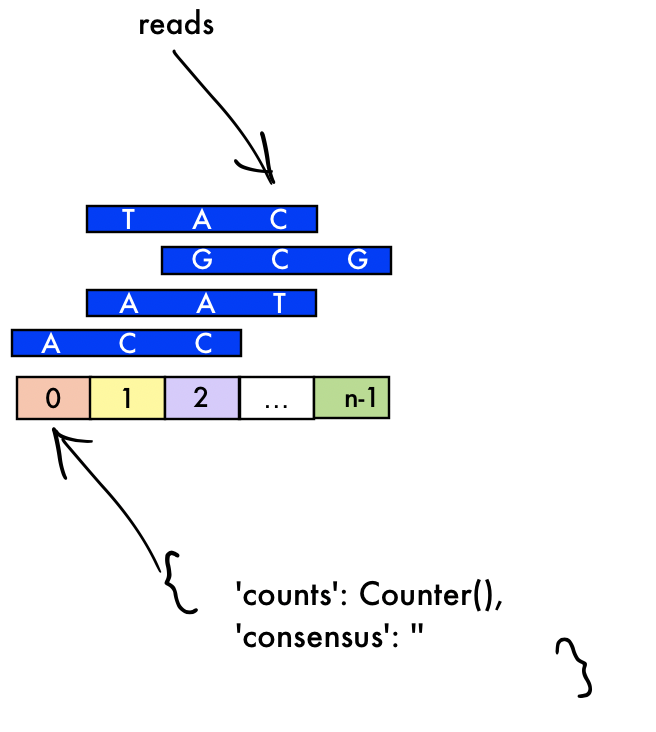 reads
T A C
G C G
A A T
A C C
0 1 2 ... n-1
{ 'counts': Counter(),
'consensus': '' }